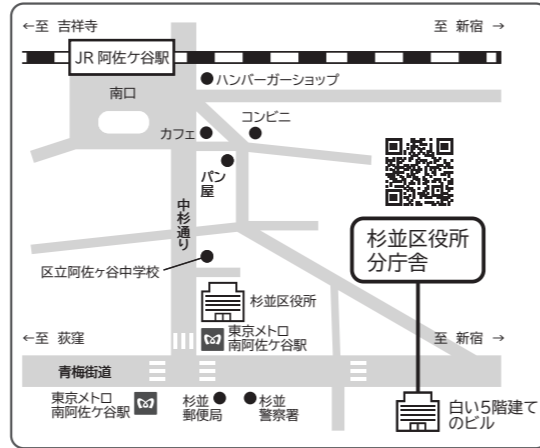 ←至 吉祥寺
至 新宿 →
JR 阿佐ケ谷駅
南口
ハンバーガーショップ
コンビニ
カフェ
パン
屋
中杉通り
杉並区役所
分庁舎
区立阿佐ヶ谷中学校
杉並区役所
東京メトロ
南阿佐ケ谷駅
←至 荻窪
至 新宿 →
青梅街道
東京メトロ
南阿佐ケ谷駅
杉並
郵便局
杉並
警察署
白い5階建て
のビル